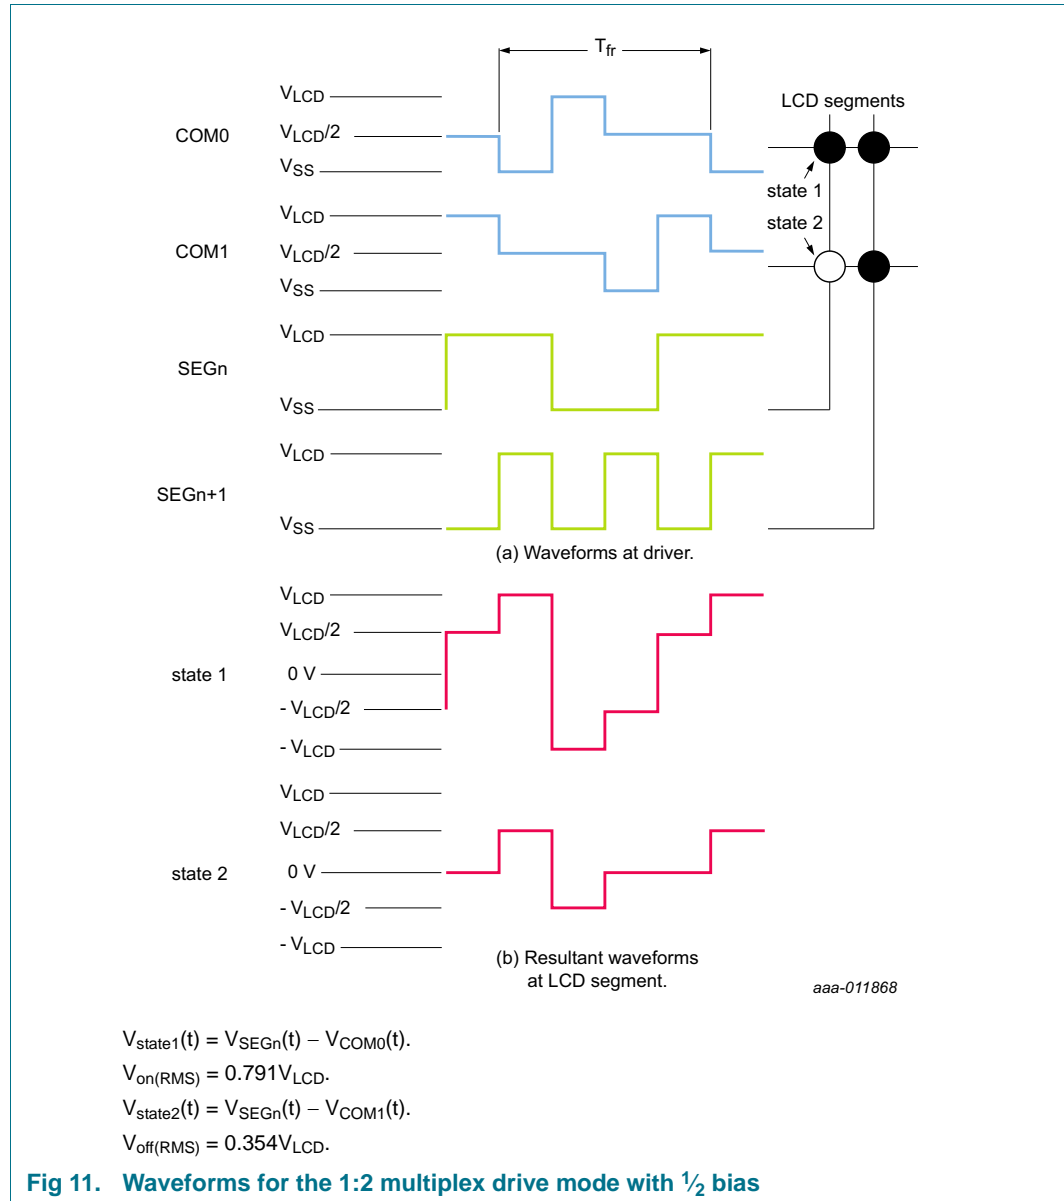 T_fr
V_LCD
COM0 V_LCD/2
V_SS
LCD segments
state 1
V_LCD
state 2
COM1 V_LCD/2
V_SS
V_LCD
SEGn
V_SS
V_LCD
SEGn+1
V_SS
(a) Waveforms at driver.
V_LCD
V_LCD/2
state 1 0 V
- V_LCD/2
- V_LCD
V_LCD
V_LCD/2
state 2 0 V
- V_LCD/2
- V_LCD
(b) Resultant waveforms
at LCD segment.
aaa-011868
V_state1(t) = V_SEGn(t) − V_COM0(t).
V_on(RMS) = 0.791V_LCD.
V_state2(t) = V_SEGn(t) − V_COM1(t).
V_off(RMS) = 0.354V_LCD.
Fig 11. Waveforms for the 1:2 multiplex drive mode with 1⁄2 bias